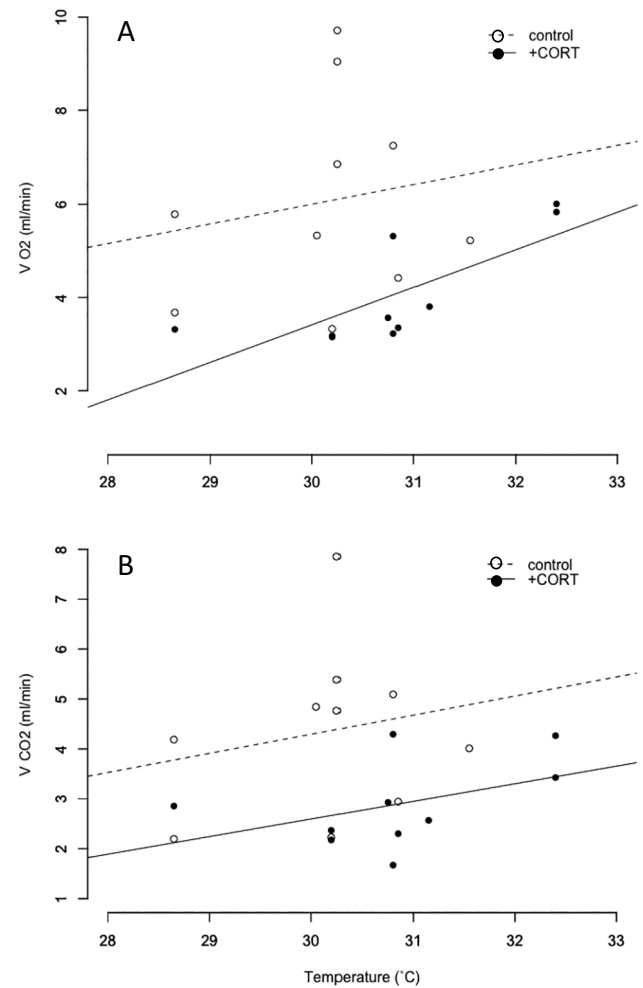 A
control
+CORT
V O2 (ml/min)
10
8
6
4
2
28 29 30 31 32 33
B
control
+CORT
V CO2 (ml/min)
8
7
6
5
4
3
2
1
28 29 30 31 32 33
Temperature (˚C)